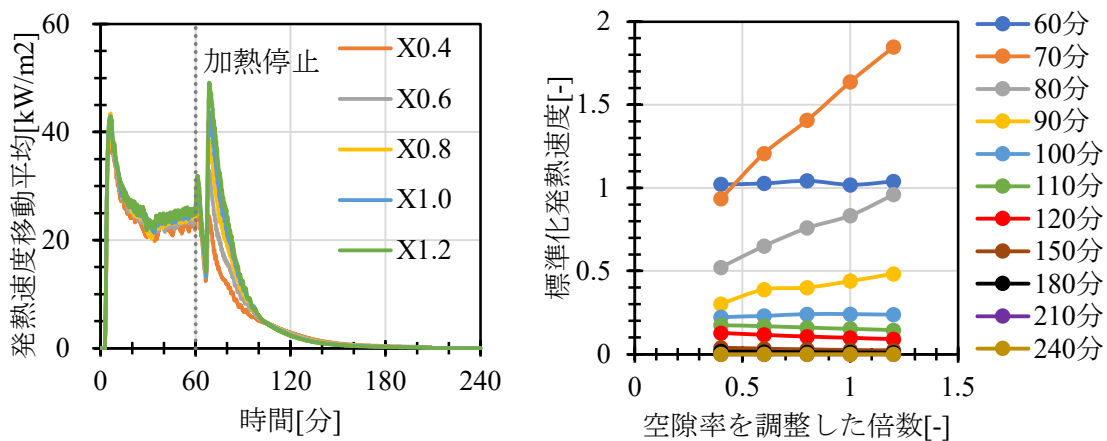 発熱速度移動平均[kW/m2]
60
40
20
0
加熱停止
X0.4
X0.6
X0.8
X1.0
X1.2
0 60 120 180 240
時間[分]
標準化発熱速度[-]
2
1.5
1
0.5
0
0.5 1 1.5
空隙率を調整した倍数[-]
60分
70分
80分
90分
100分
110分
120分
150分
180分
210分
240分